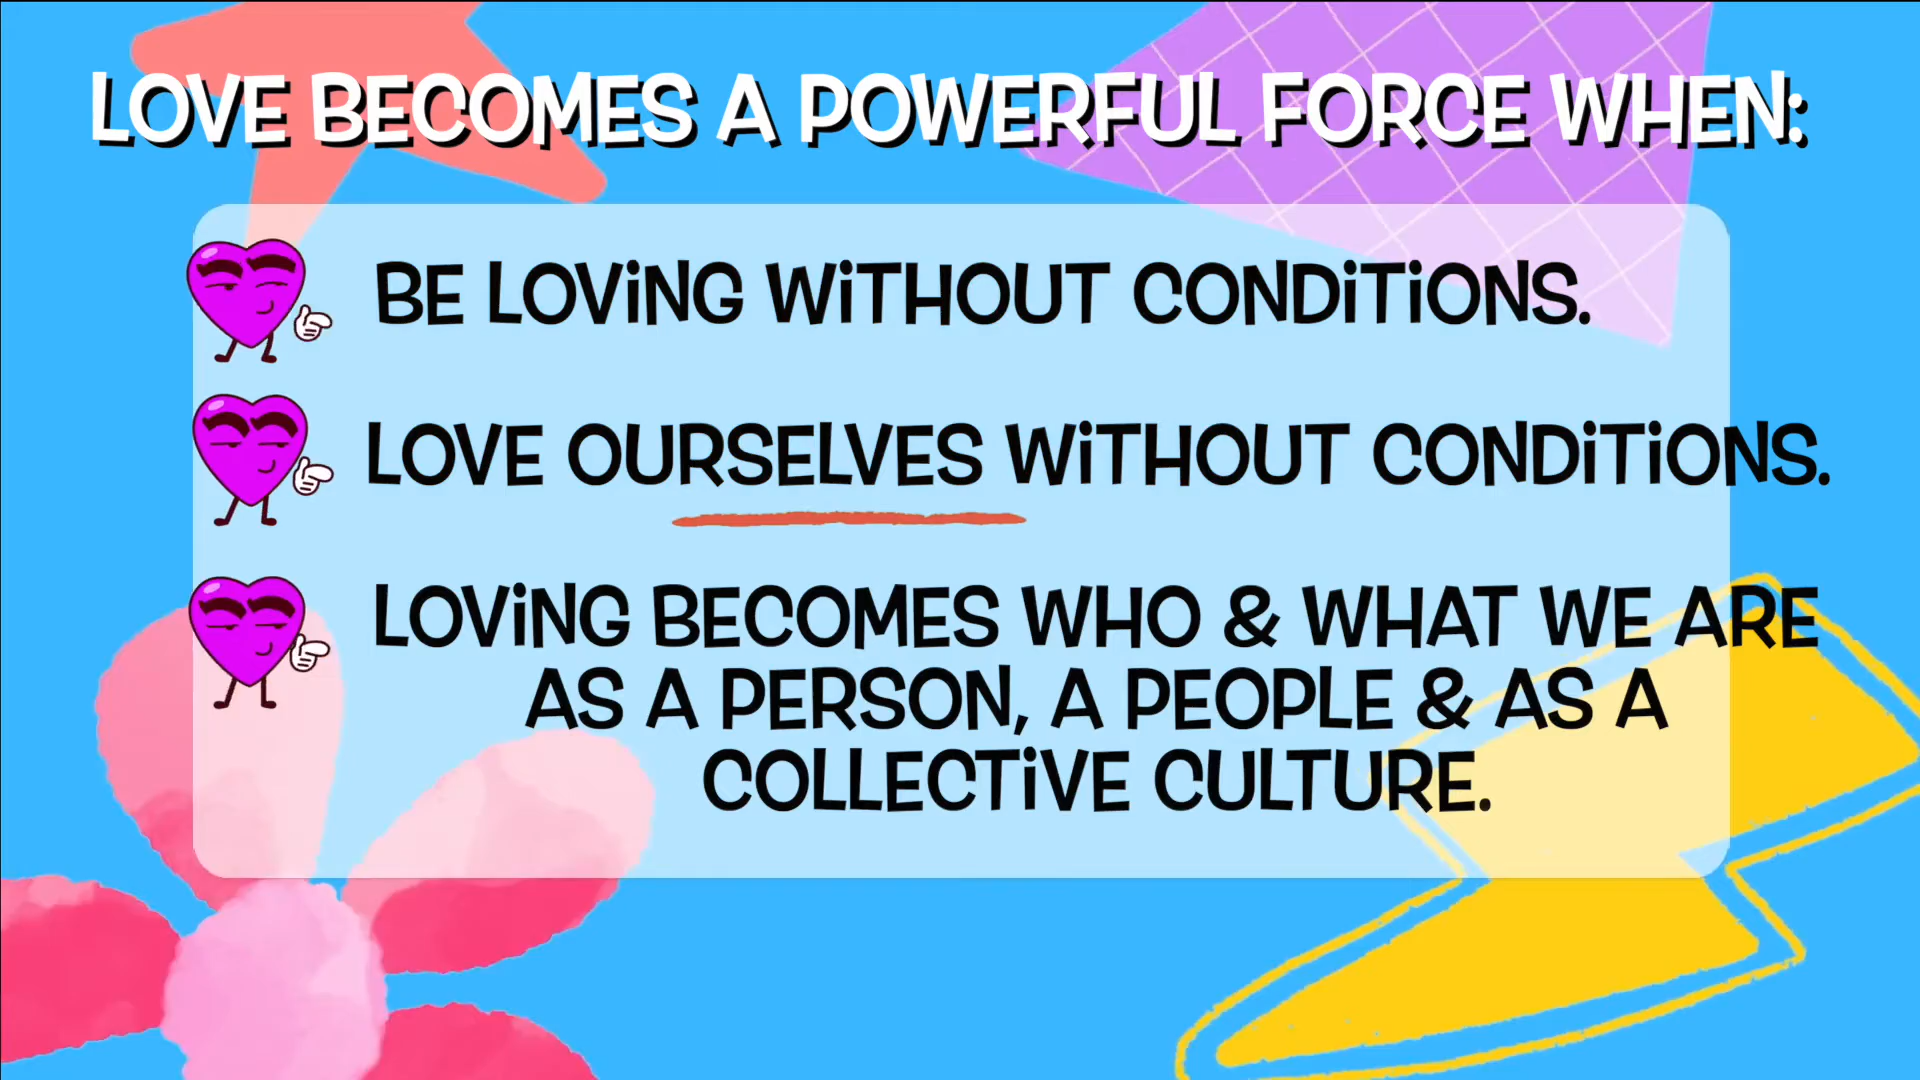 LOVE BECOMES A POWERFUL FORCE WHEN:
BE LOViNG WiTHOUT CONDiTiONS.
LOVE OURSELVES WiTHOUT CONDiTiONS.
LOViNG BECOMES WHO & WHAT WE ARE
AS A PERSON, A PEOPLE & AS A
COLLECTiVE CULTURE.